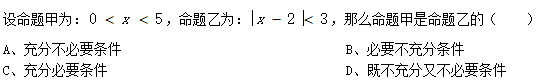 设命题甲为：0 < x < 5，命题乙为：|x − 2| < 3，那么命题甲是命题乙的（　　）
A、充分不必要条件　　B、必要不充分条件
C、充分必要条件　　D、既不充分又不必要条件